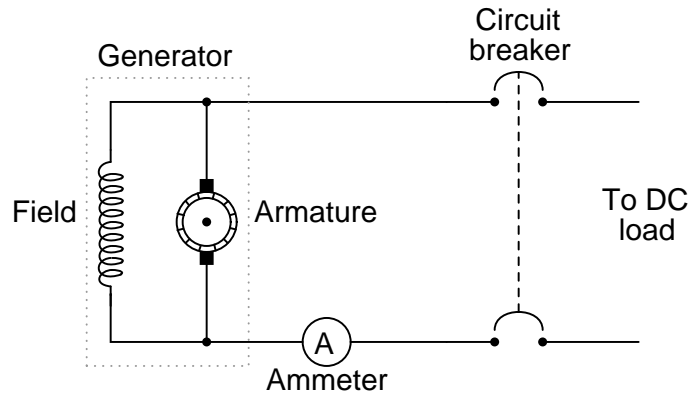 Generator
Circuit
breaker
Field
Armature
To DC
load
A
Ammeter